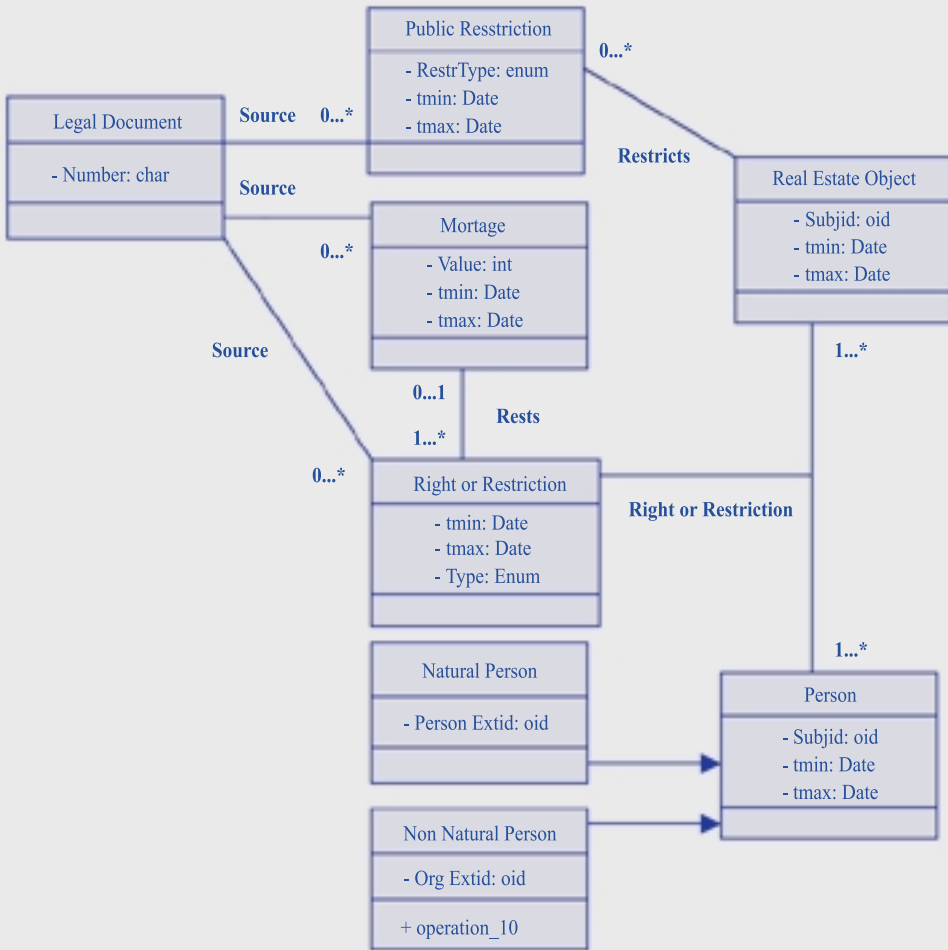 Public Resstriction
- RestrType: enum
- tmin: Date
- tmax: Date
0...*
Legal Document
- Number: char
Source
0...*
Restricts
Real Estate Object
- Subjid: oid
- tmin: Date
- tmax: Date
Source
0...*
Mortage
- Value: int
- tmin: Date
- tmax: Date
Source
0...1
Rests
1...*
1...*
0...*
Right or Restriction
- tmin: Date
- tmax: Date
- Type: Enum
Right or Restriction
Natural Person
- Person Extid: oid
1...*
Person
- Subjid: oid
- tmin: Date
- tmax: Date
Non Natural Person
- Org Extid: oid
+ operation_10